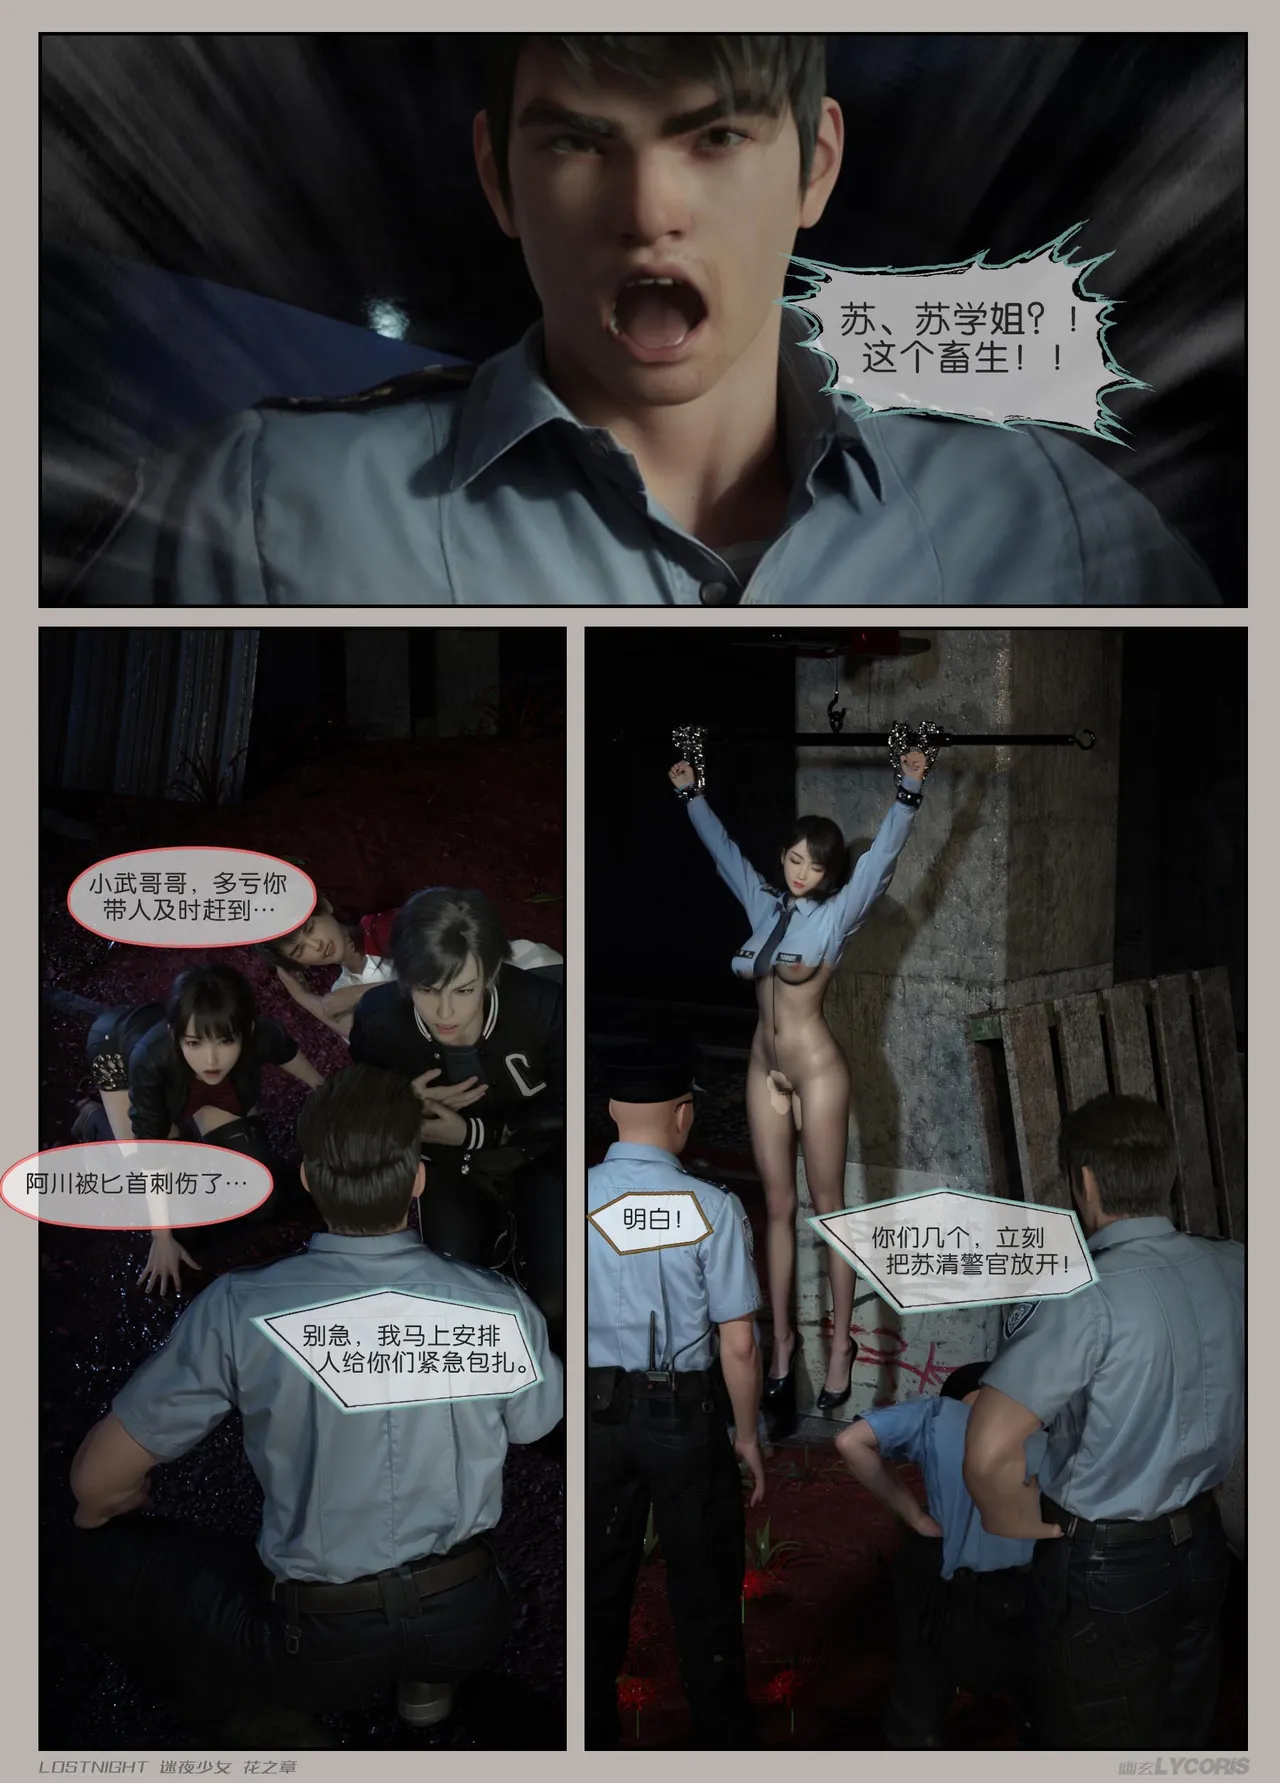 苏、苏学姐？！
这个畜生！！
小武哥哥，多亏你
带人及时赶到…
阿川被匕首刺伤了…
别急，我马上安排
人给你们紧急包扎。
明白！
你们几个，立刻
把苏清警官放开！
LOSTNIGHT 迷夜少女 花之章
幽玄LYCORIS